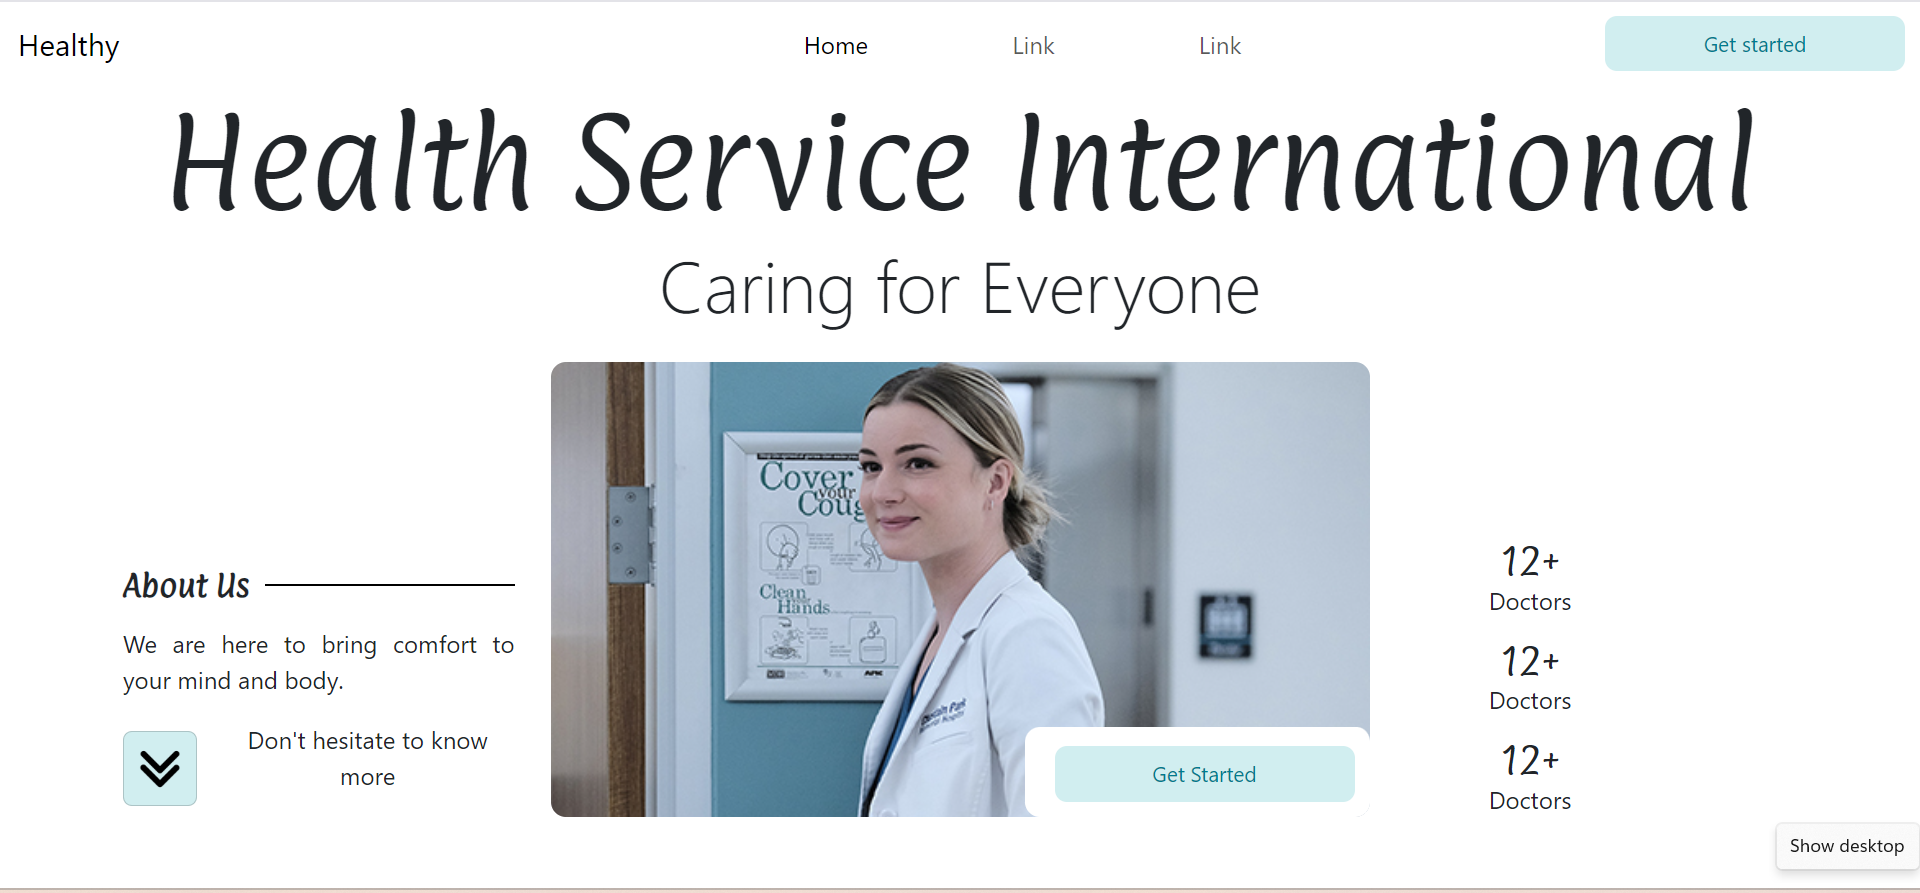 Healthy
Home
Link
Link
Get started
Health Service International
Caring for Everyone
About Us
We are here to bring comfort to
your mind and body.
Don't hesitate to know
more
Cover
your
Coug
Clean
your
Hands
Get Started
12+
Doctors
12+
Doctors
12+
Doctors
Show desktop